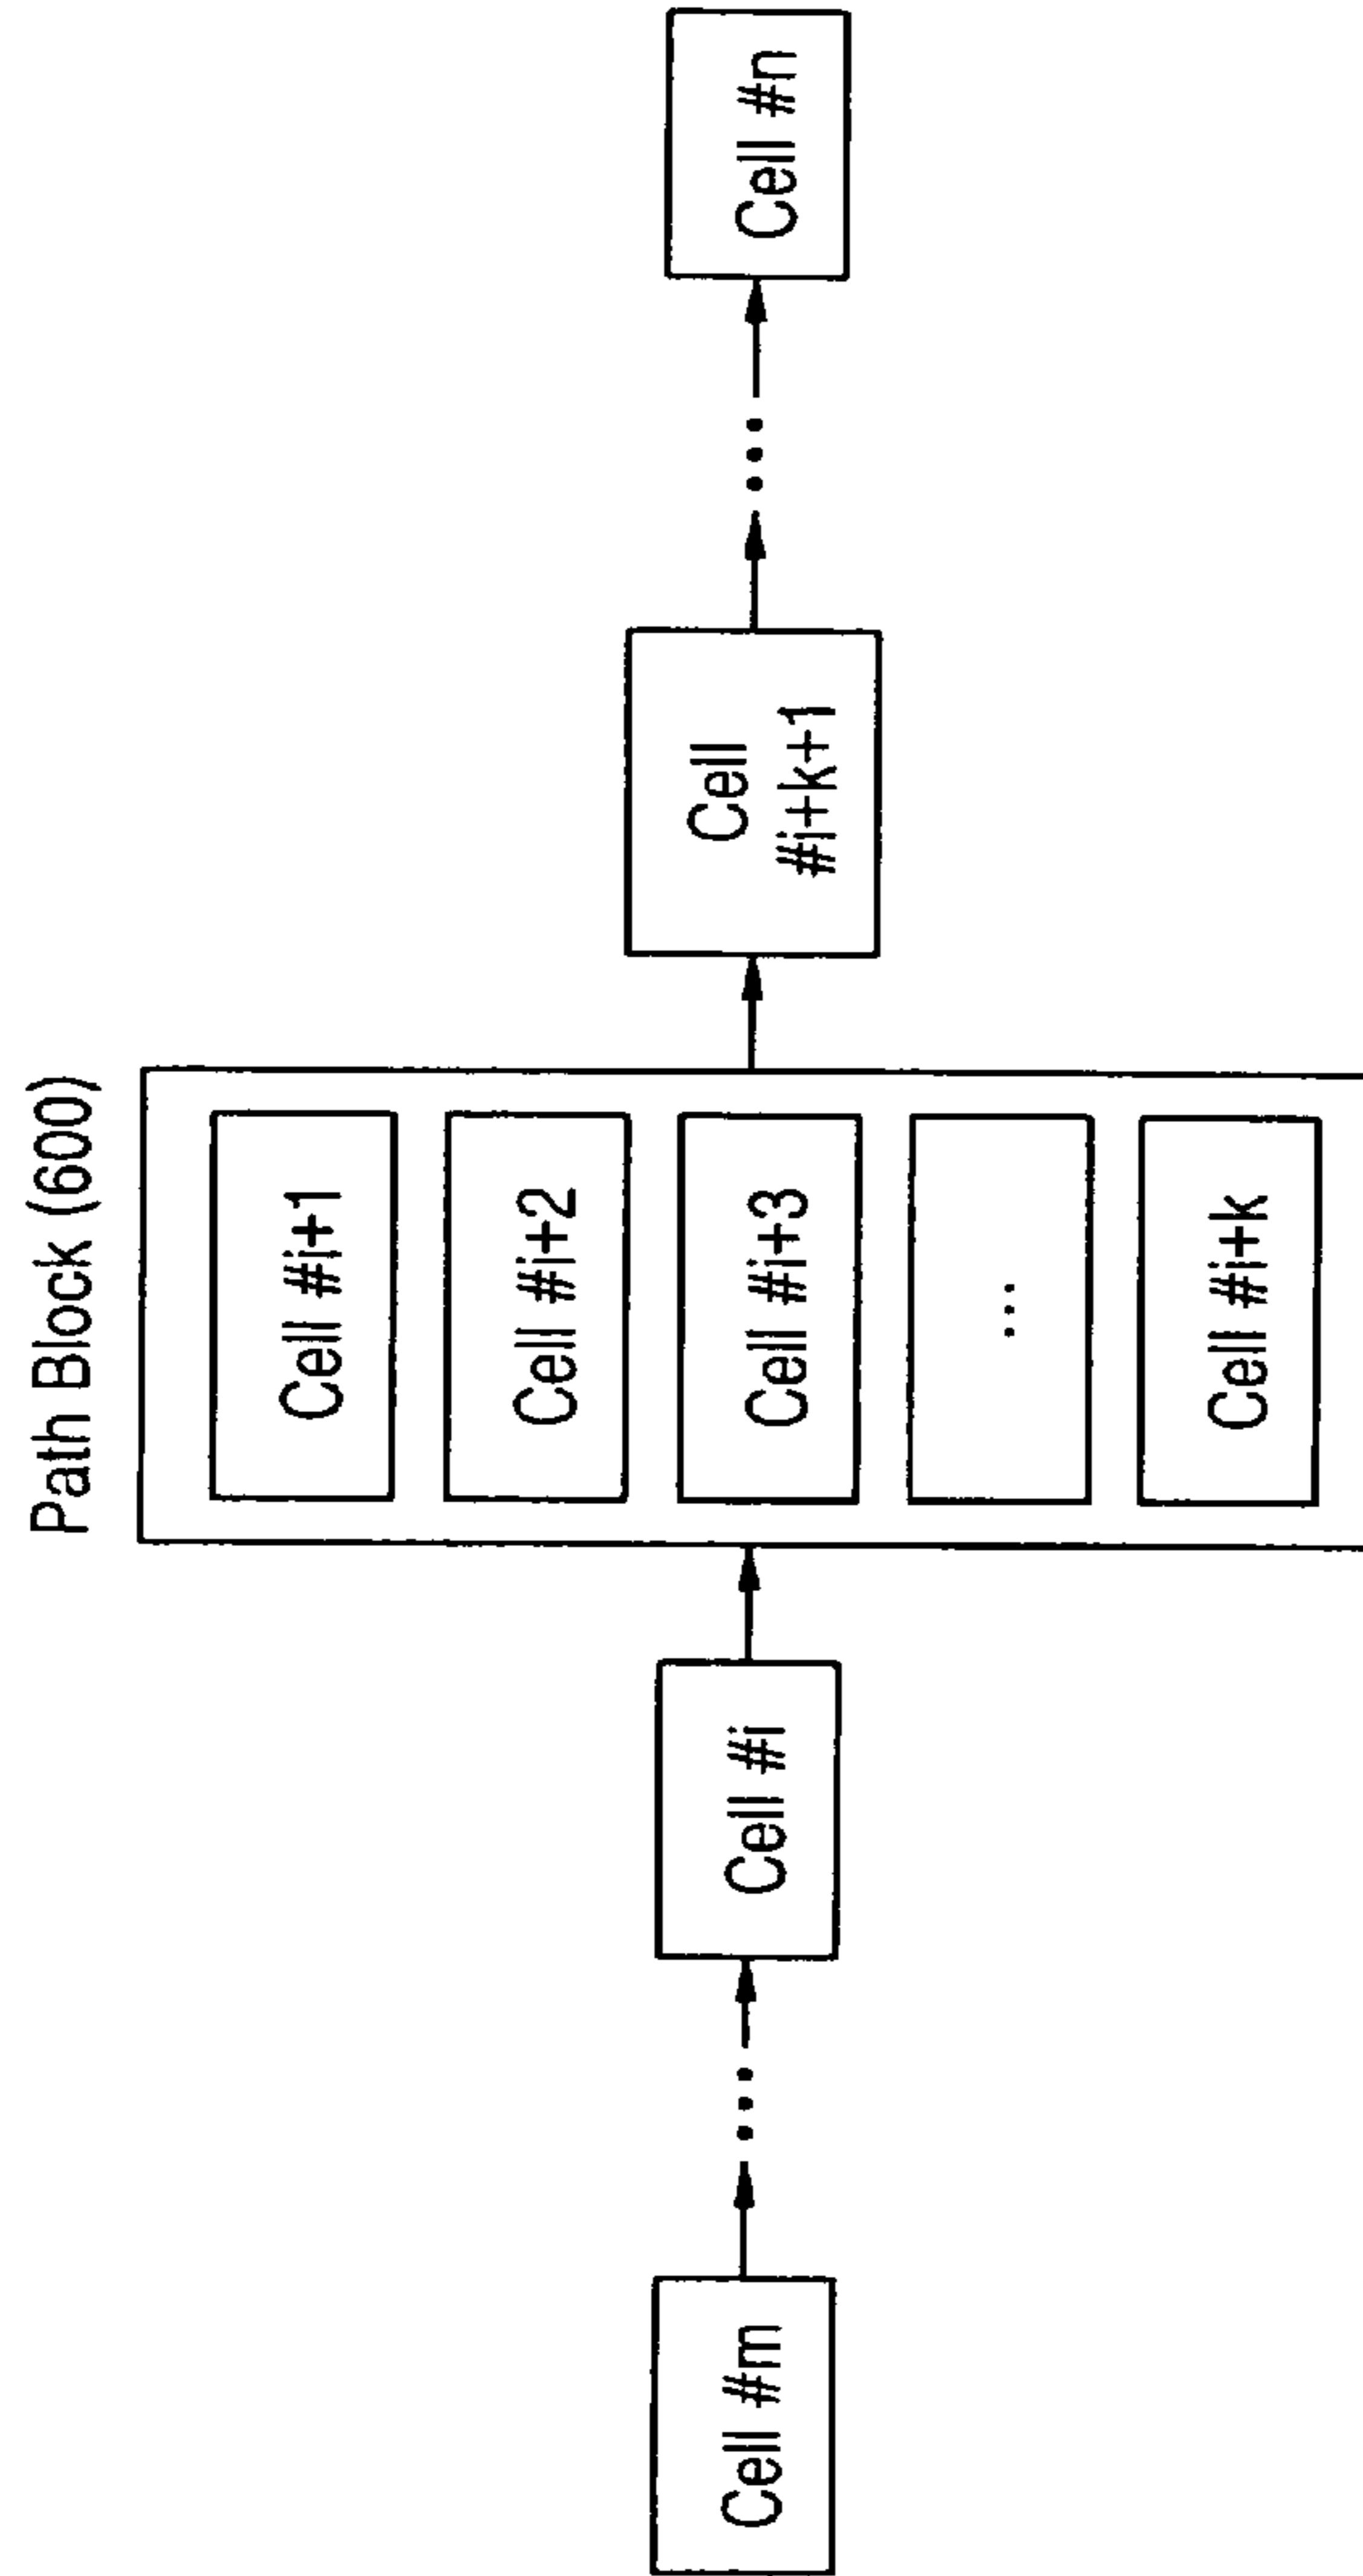 Path Block (600)
Cell #m
...
Cell #i
Cell #i+1
Cell #i+2
Cell #i+3
...
Cell #i+k
Cell
#i+k+1
...
Cell #n